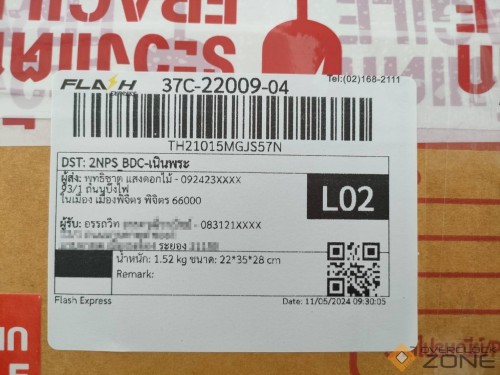 FLASH EXPRESS
37C-22009-04
Tel:(02)168-2111
TH21015MGJS57N
DST: 2NPS_BDC-เนินพระ
ผู้ส่ง: พุทธิชาต แสงดอกไม้ - 092423XXXX
93/1 ถนนบึงไฟ
ในเมือง เมืองพิจิตร พิจิตร 66000
L02
ผู้รับ: อรรถวีท - 083121XXXX
ระยอง
น้ำหนัก: 1.52 kg ขนาด: 22*35*28 cm
Remark:
Flash Express
Date: 11/05/2024 09:30:05
OVERCLOCK
ZONE